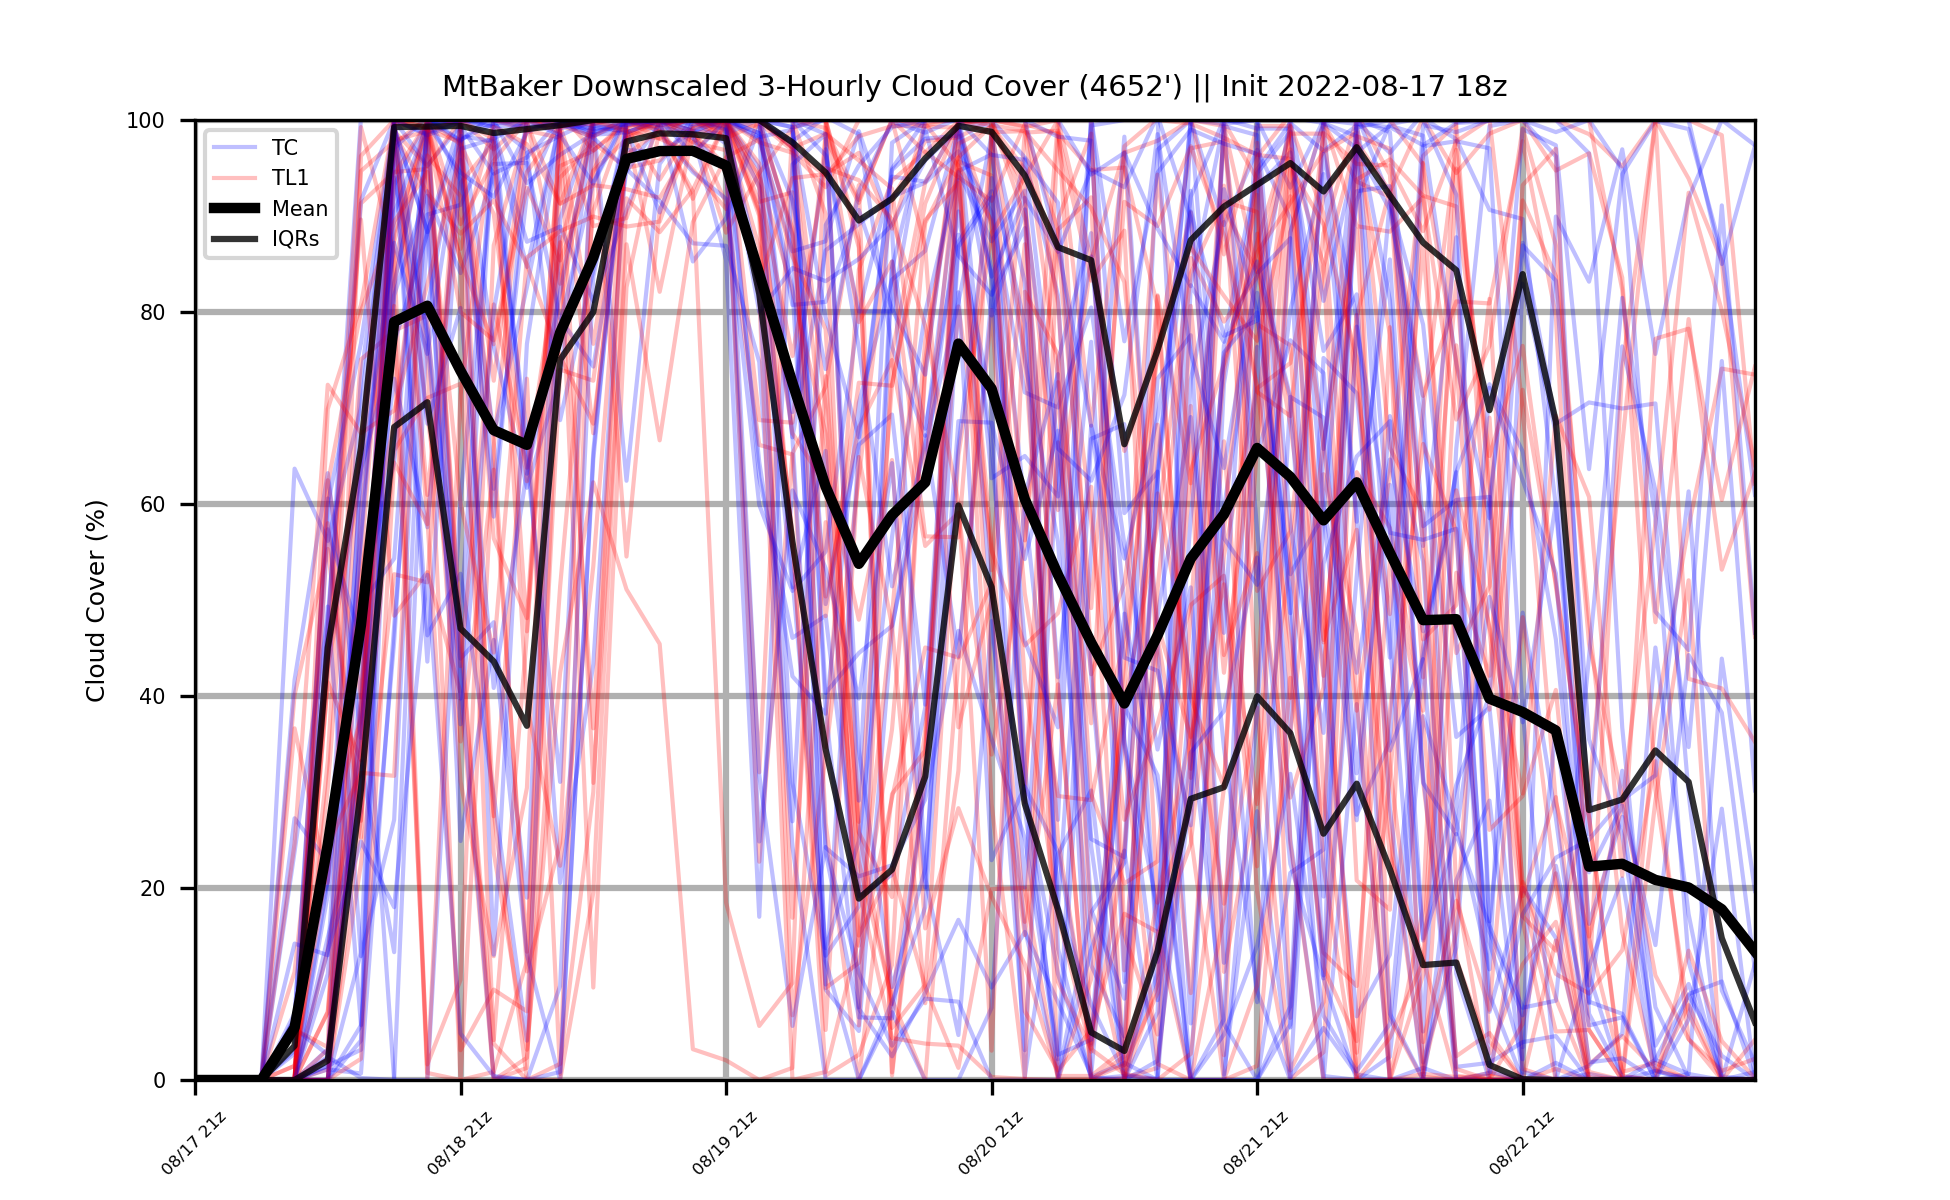 MtBaker Downscaled 3-Hourly Cloud Cover (4652') || Init 2022-08-17 18z
TC
TL1
Mean
IQRs
Cloud Cover (%)
100
80
60
40
20
0
08/17 21z
08/18 21z
08/19 21z
08/20 21z
08/21 21z
08/22 21z